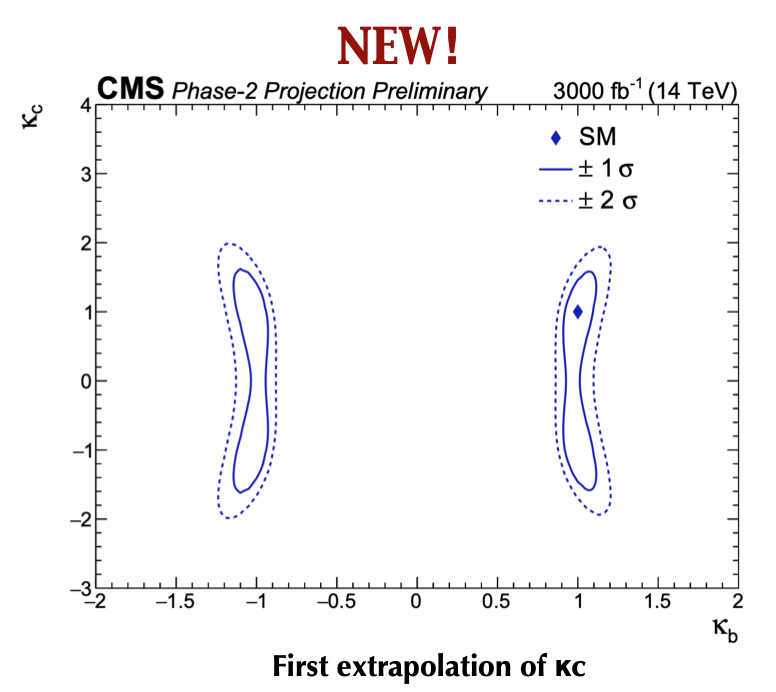 NEW!
CMS Phase-2 Projection Preliminary 3000 fb⁻¹ (14 TeV)
κc
4
3
2
1
0
−1
−2
−3
SM
± 1 σ
± 2 σ
−2 −1.5 −1 −0.5 0 0.5 1 1.5 2
κb
First extrapolation of κc